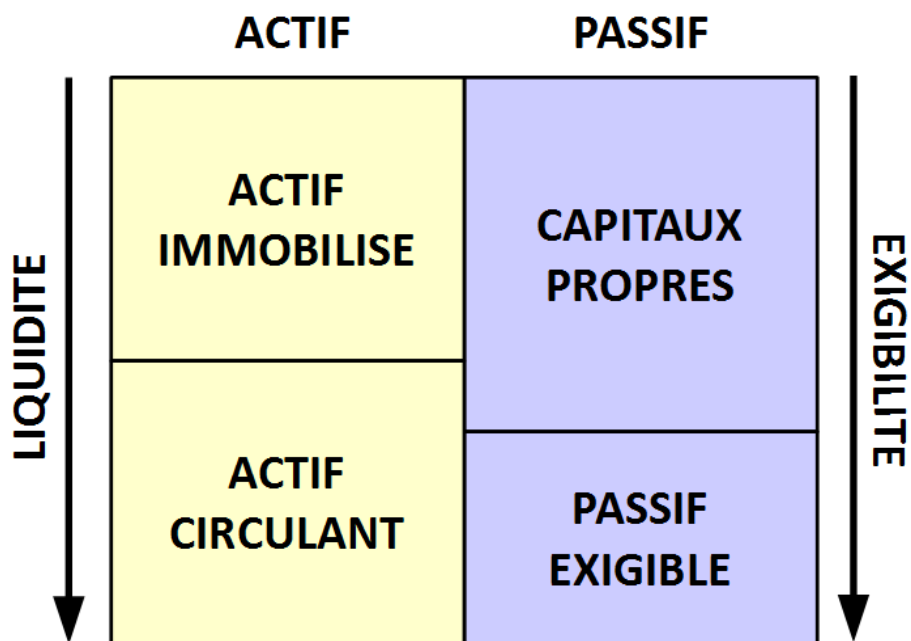 ACTIF
PASSIF
LIQUIDITE
ACTIF
IMMOBILISE
ACTIF
CIRCULANT
CAPITAUX
PROPRES
PASSIF
EXIGIBLE
EXIGIBILITE